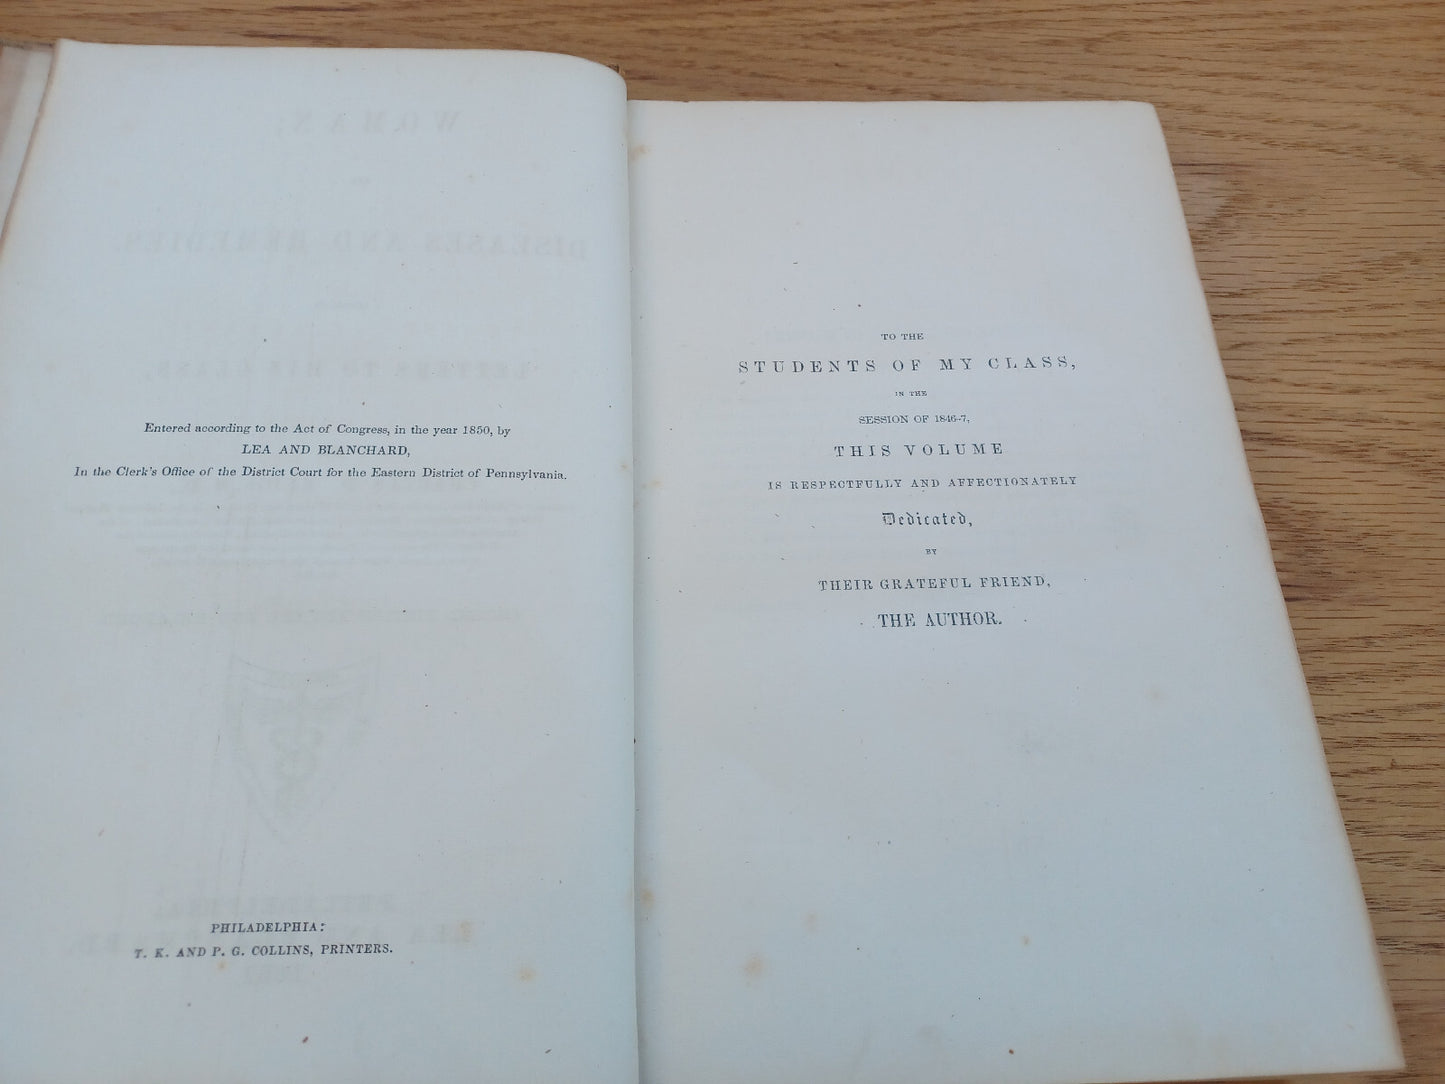 Entered according to the Act of Congress, in the year 1850, by
LEA AND BLANCHARD,
In the Clerk's Office of the District Court for the Eastern District of Pennsylvania.
PHILADELPHIA:
T. K. AND P. G. COLLINS, PRINTERS.
TO THE
STUDENTS OF MY CLASS,
IN THE
SESSION OF 1846-7,
THIS VOLUME
IS RESPECTFULLY AND AFFECTIONATELY
Dedicated,
BY
THEIR GRATEFUL FRIEND,
THE AUTHOR.